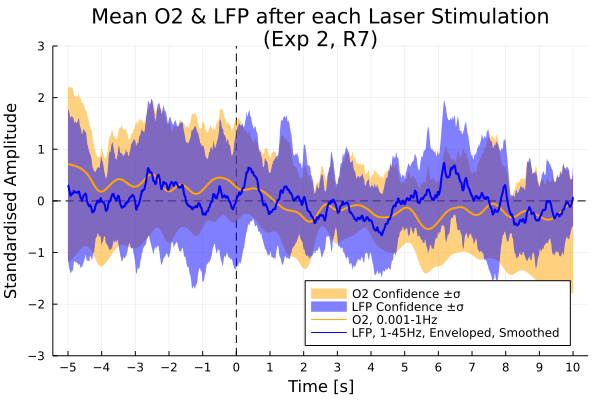 Mean O2 & LFP after each Laser Stimulation
(Exp 2, R7)
Standardised Amplitude
3
2
1
0
−1
−2
−3
O2 Confidence ±σ
LFP Confidence ±σ
O2, 0.001-1Hz
LFP, 1-45Hz, Enveloped, Smoothed
−5 −4 −3 −2 −1 0 1 2 3 4 5 6 7 8 9 10
Time [s]